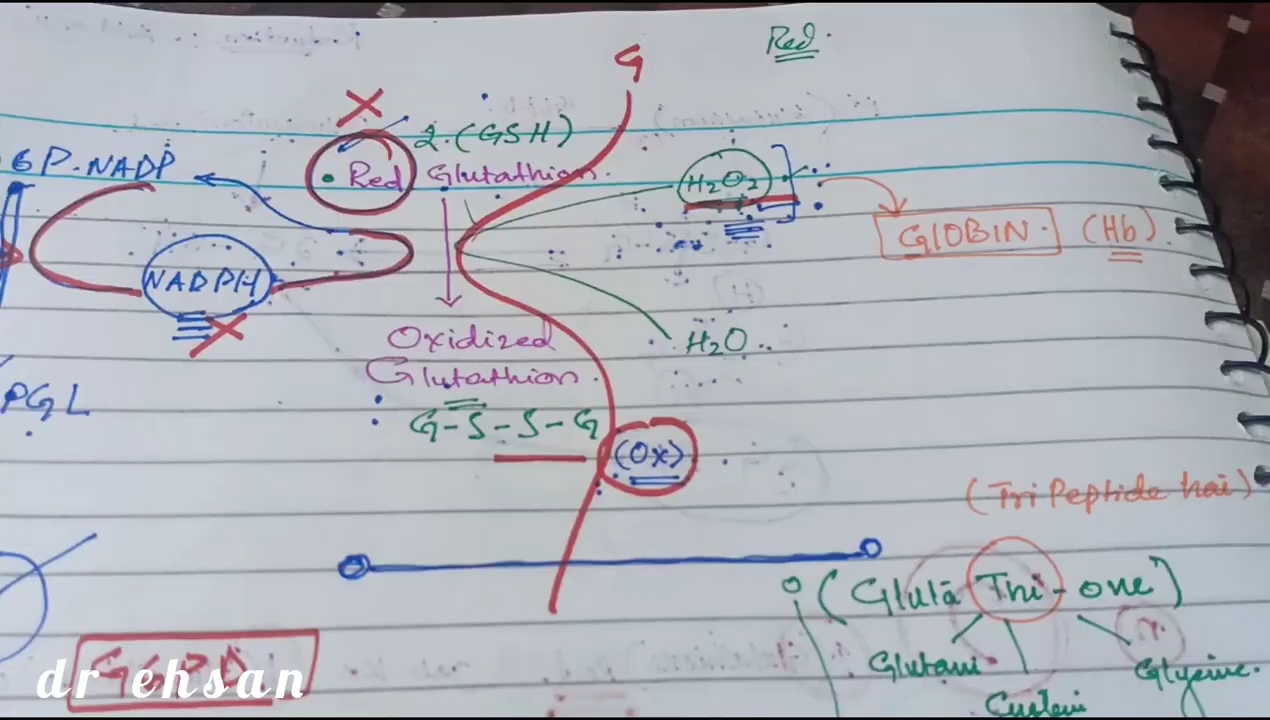 G
Red.
2.(GSH)
6P.NADP
Red Glutathion.
H2O2
GlOBIN. (Hb).
NADPH
Oxidized
Glutathion.
H2O
PGL
G-S-S-G
(Ox)
(Tri Peptide hai)
(Gluta Thi-one)
Glutami
Glycine.
G6PD
dr ehsan